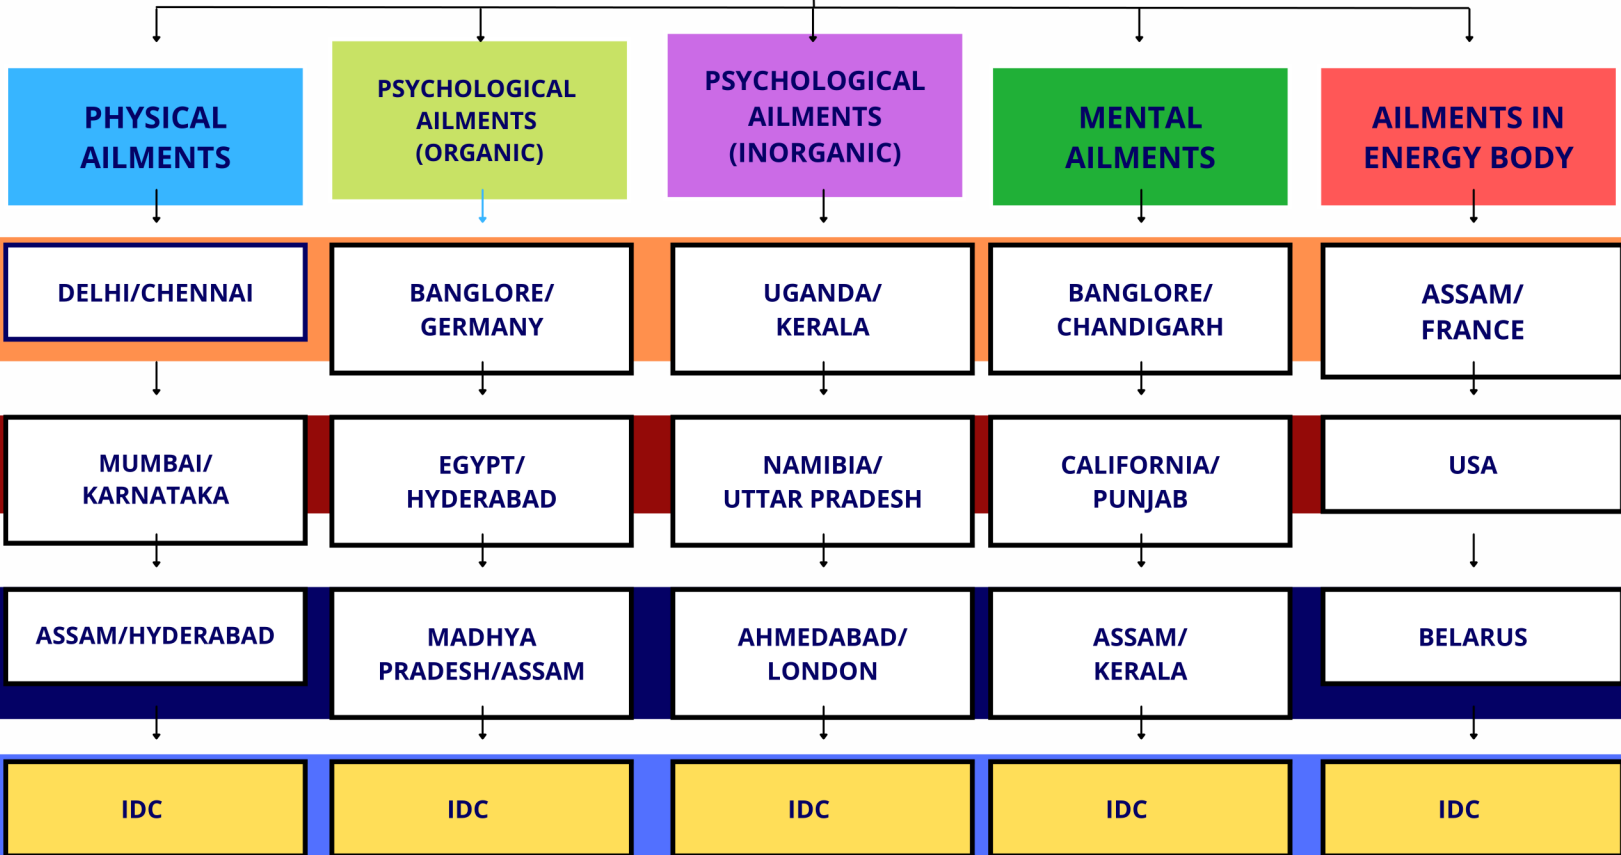 PHYSICAL
AILMENTS
PSYCHOLOGICAL
AILMENTS
(ORGANIC)
PSYCHOLOGICAL
AILMENTS
(INORGANIC)
MENTAL
AILMENTS
AILMENTS IN
ENERGY BODY
DELHI/CHENNAI
BANGLORE/
GERMANY
UGANDA/
KERALA
BANGLORE/
CHANDIGARH
ASSAM/
FRANCE
MUMBAI/
KARNATAKA
EGYPT/
HYDERABAD
NAMIBIA/
UTTAR PRADESH
CALIFORNIA/
PUNJAB
USA
ASSAM/HYDERABAD
MADHYA
PRADESH/ASSAM
AHMEDABAD/
LONDON
ASSAM/
KERALA
BELARUS
IDC
IDC
IDC
IDC
IDC